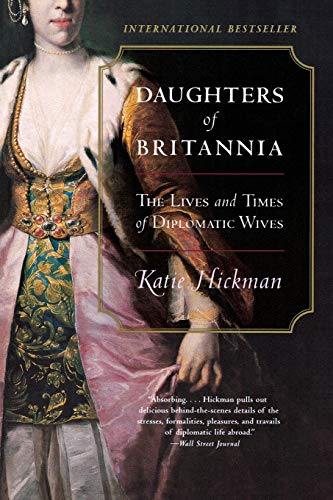 INTERNATIONAL BESTSELLER
DAUGHTERS
of
BRITANNIA
THE LIVES and TIMES
of DIPLOMATIC WIVES
Katie Hickman
"Absorbing. . . . Hickman pulls out
delicious behind-the-scenes details of the
stresses, formalities, pleasures, and travails
of diplomatic life abroad."
—Wall Street Journal